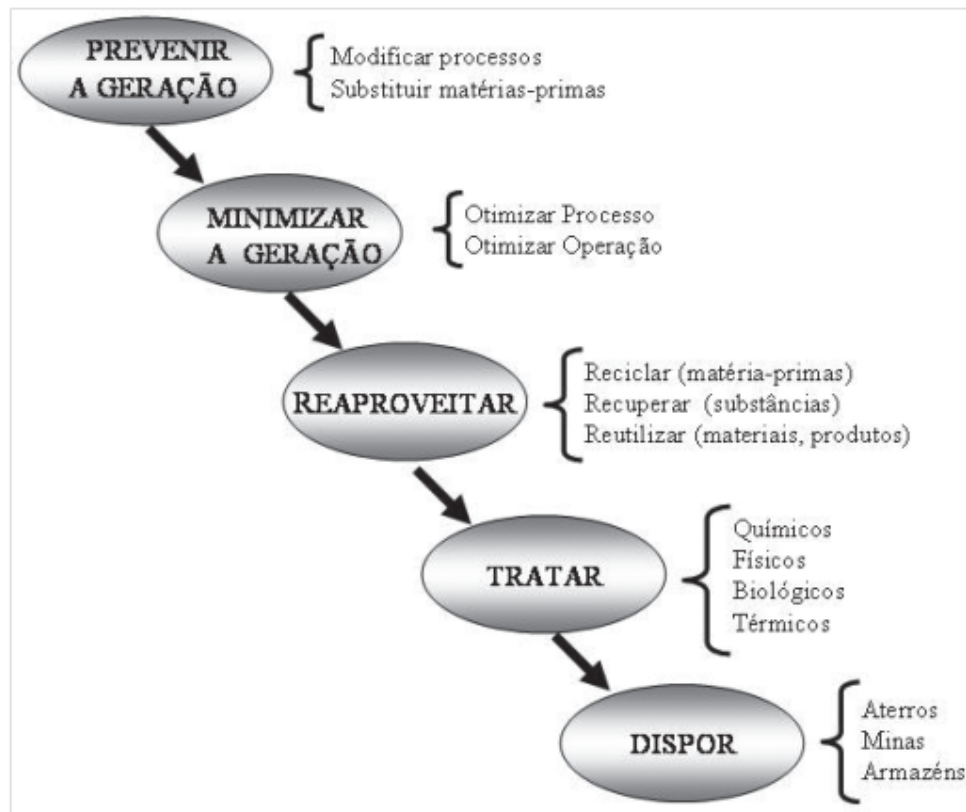 PREVENIR
A GERAÇÃO
Modificar processos
Substituir matérias-primas
MINIMIZAR
A GERAÇÃO
Otimizar Processo
Otimizar Operação
REAPROVEITAR
Reciclar (matéria-primas)
Recuperar (substâncias)
Reutilizar (materiais, produtos)
TRATAR
Químicos
Físicos
Biológicos
Térmicos
DISPOR
Aterros
Minas
Armazéns